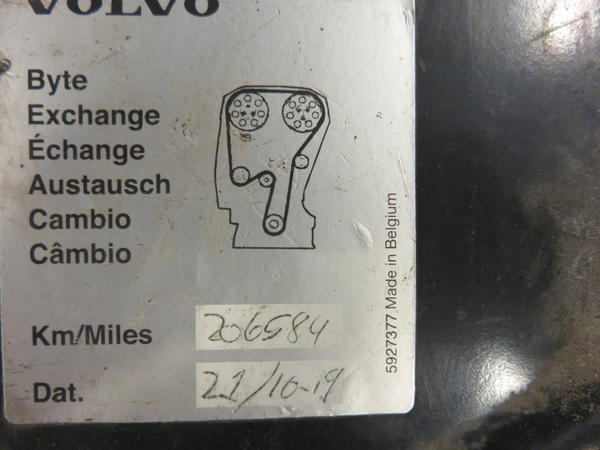 VOLVO
Byte
Exchange
Échange
Austausch
Cambio
Câmbio
Km/Miles 206584
Dat. 21/10-19
5927377 Made in Belgium